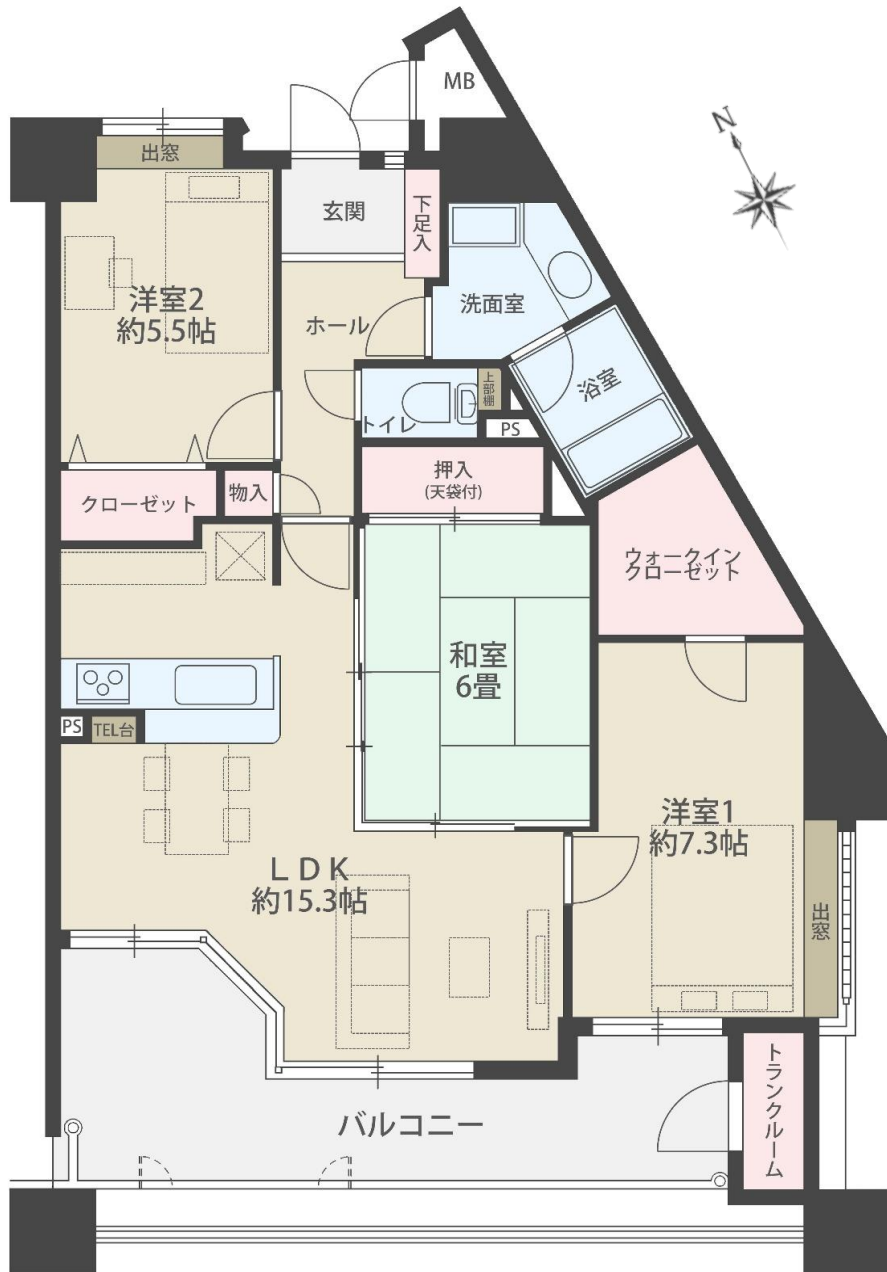 MB
N
出窓
玄関
下足入
洋室2
約5.5帖
ホール
洗面室
浴室
上部棚
トイレ
PS
クローゼット
物入
押入
(天袋付)
ウォークイン
クローゼット
和室
6畳
PS
TEL台
洋室1
約7.3帖
LDK
約15.3帖
出窓
バルコニー
トランクルーム